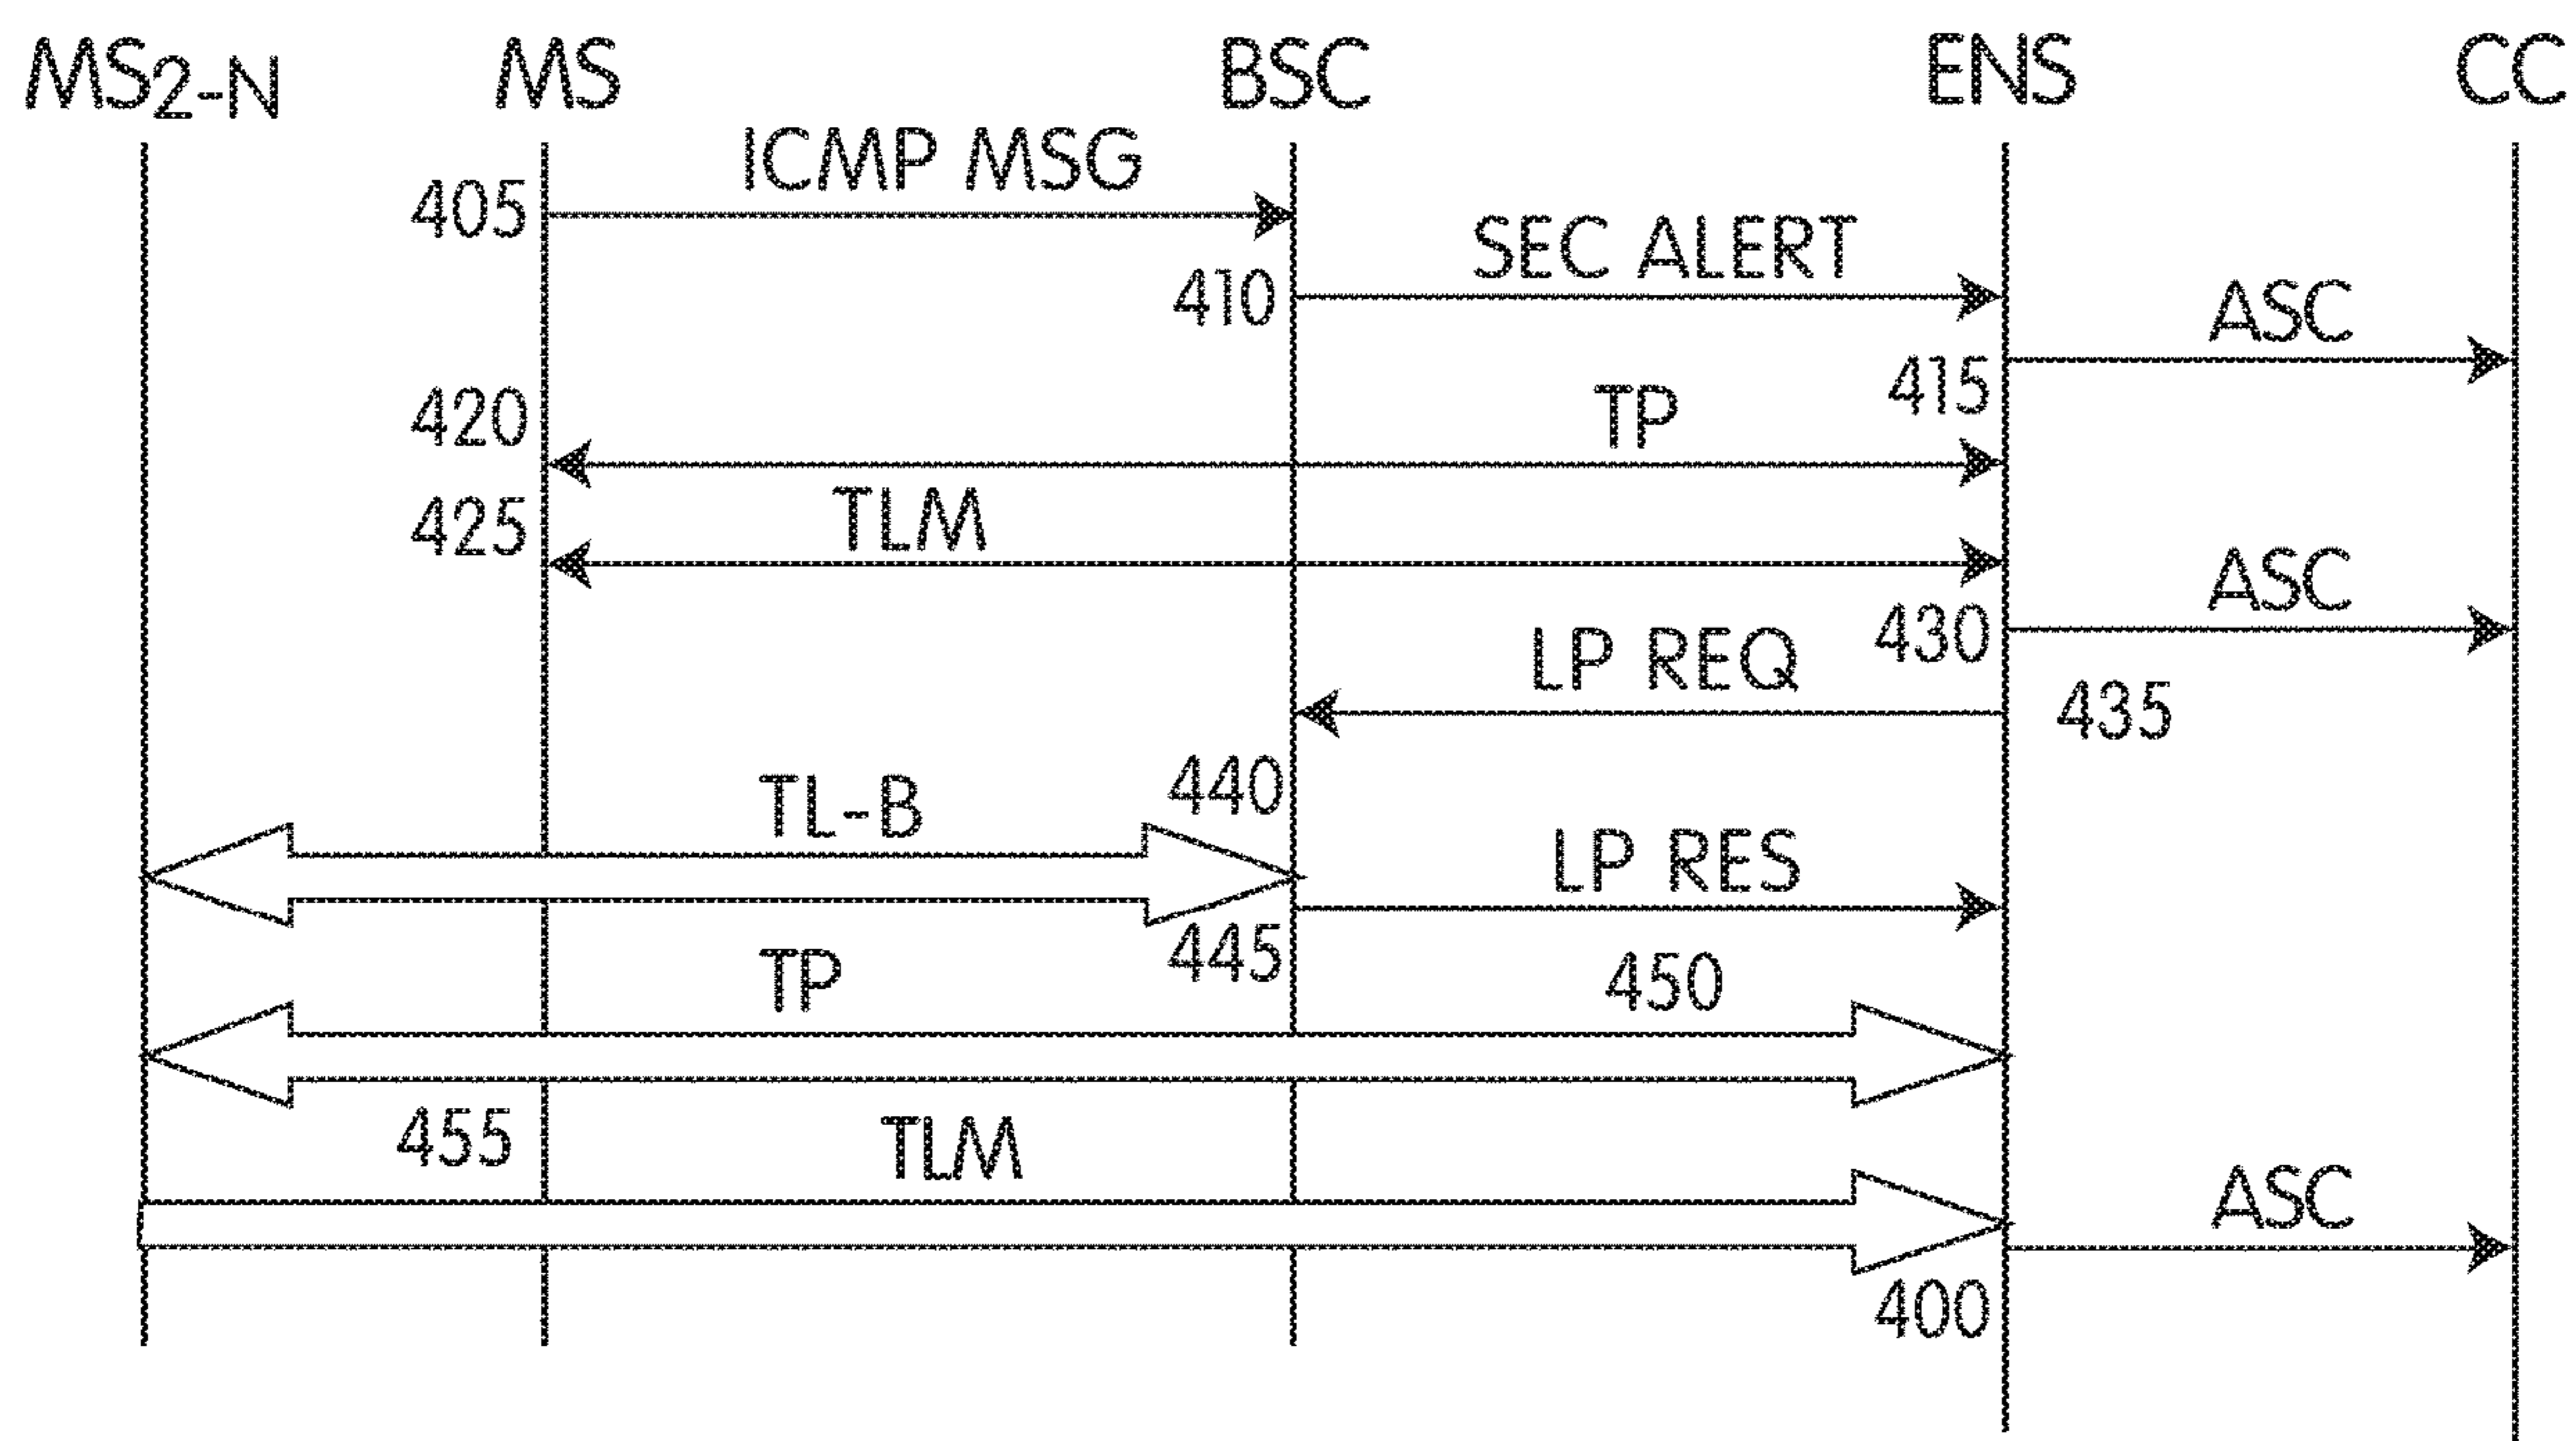 MS2-N MS BSC ENS CC
ICMP MSG
405
SEC ALERT
410
ASC
415
TP
420
TLM
425
ASC
430
LP REQ
435
440
TL-B
LP RES
445
TP
450
455
TLM
ASC
400